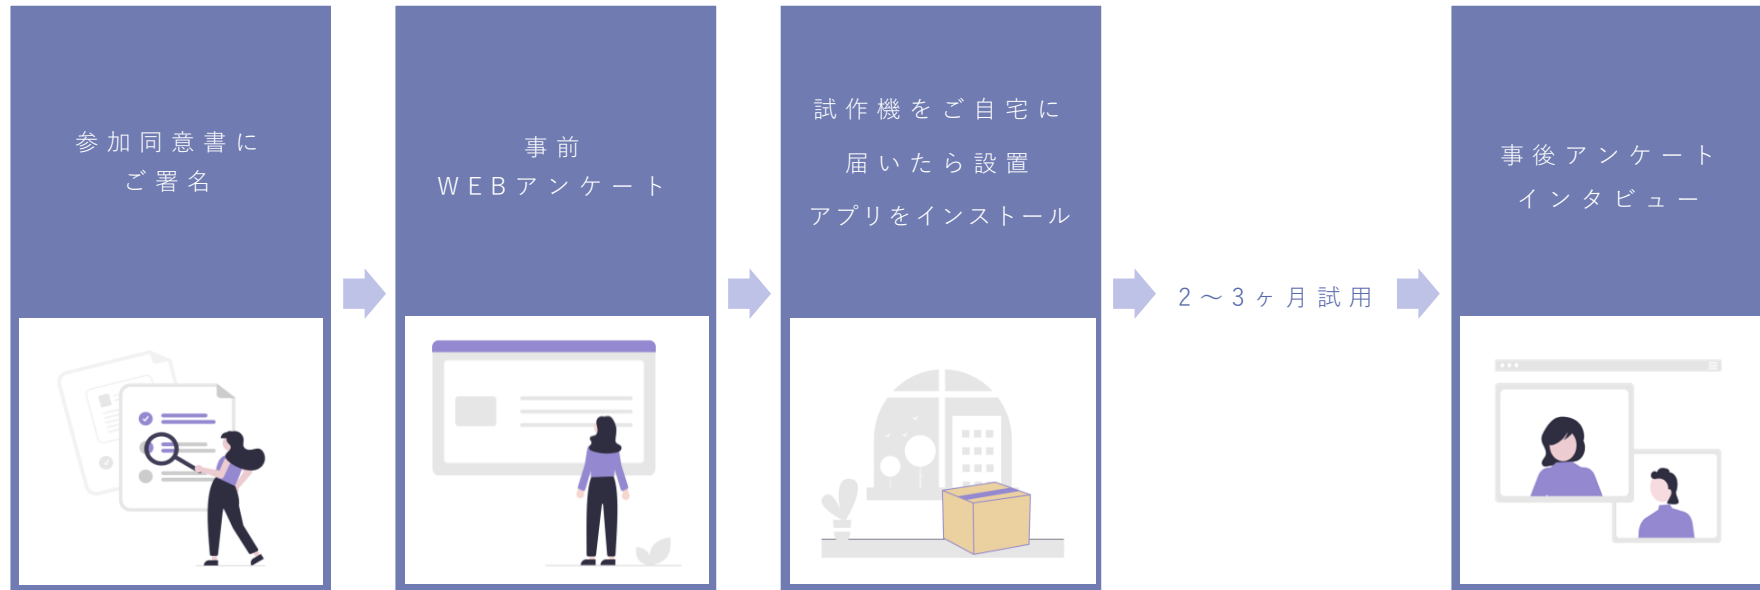 参加同意書に
ご署名
事前
WEBアンケート
試作機をご自宅に
届いたら設置
アプリをインストール
2～3ヶ月試用
事後アンケート
インタビュー